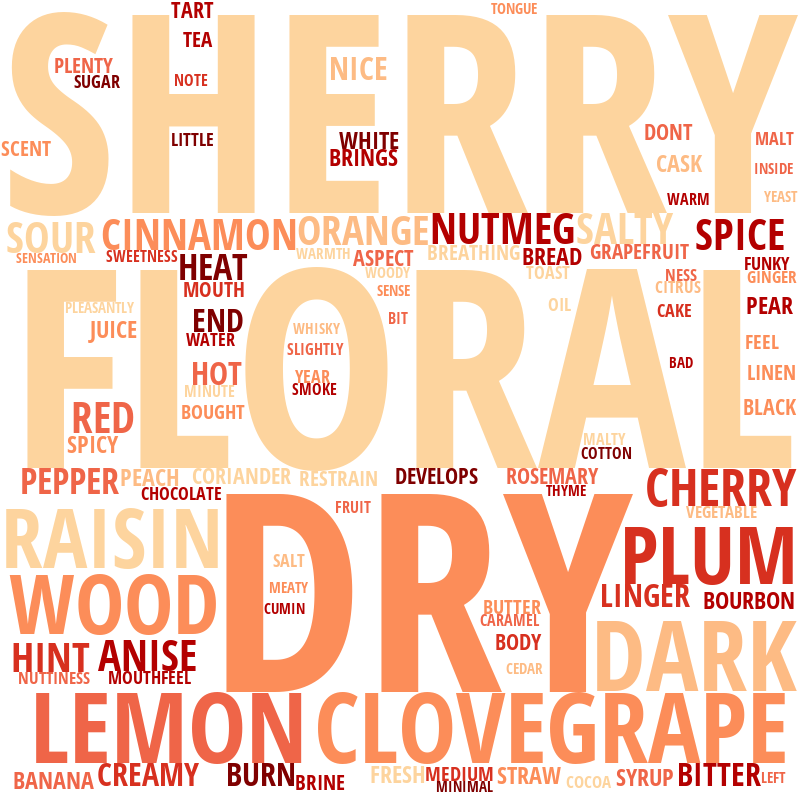 TART
TONGUE
TEA
SHERRY
PLENTY
NICE
SUGAR
NOTE
LITTLE
WHITE
DONT
MALT
SCENT
BRINGS
CASK
INSIDE
WARM
YEAST
SOUR
CINNAMON
ORANGE
NUTMEG
SALTY
SPICE
SENSATION
SWEETNESS
WARMTH
ASPECT
BREATHING
BREAD
GRAPEFRUIT
FUNKY
HEAT
WOODY
TOAST
NESS
GINGER
MOUTH
SENSE
CITRUS
FLORAL
PLEASANTLY
OIL
CAKE
PEAR
END
BIT
JUICE
WHISKY
WATER
SLIGHTLY
FEEL
BAD
HOT
YEAR
LINEN
MINUTE
SMOKE
RED
BOUGHT
BLACK
SPICY
MALTY
COTTON
PEPPER
PEACH
CORIANDER
RESTRAIN
DEVELOPS
ROSEMARY
CHERRY
CHOCOLATE
THYME
FRUIT
VEGETABLE
RAISIN
DRY
PLUM
SALT
WOOD
MEATY
LINGER
BOURBON
CUMIN
BUTTER
CARAMEL
HINT
ANISE
BODY
DARK
NUTTINESS
MOUTHFEEL
CEDAR
LEMON
CLOVE
GRAPE
BANANA
CREAMY
BURN
BRINE
FRESH
MEDIUM
STRAW
COCOA
SYRUP
BITTER
LEFT
MINIMAL